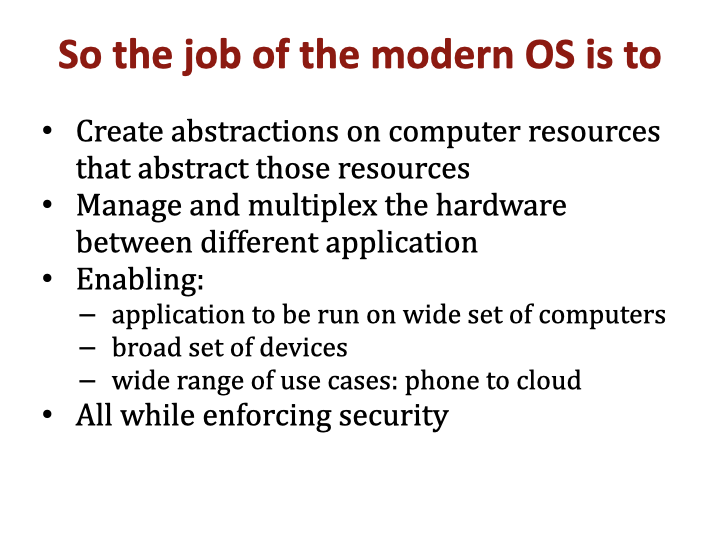 So the job of the modern OS is to
• Create abstractions on computer resources
that abstract those resources
• Manage and multiplex the hardware
between different application
• Enabling:
– application to be run on wide set of computers
– broad set of devices
– wide range of use cases: phone to cloud
• All while enforcing security